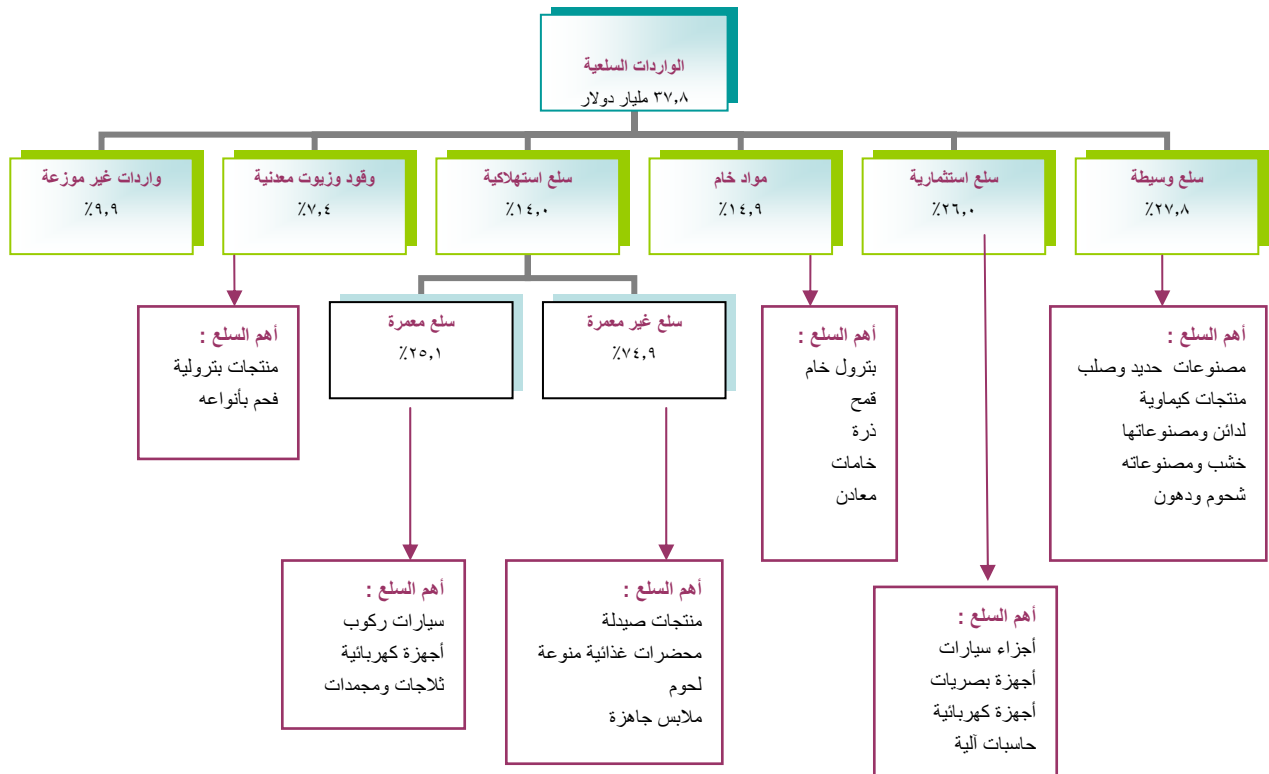 الواردات السلعية
٣٧,٨ مليار دولار
سلع وسيطة
٢٧,٨٪
سلع استثمارية
٢٦,٠٪
مواد خام
١٤,٩٪
سلع استهلاكية
١٤,٠٪
وقود وزيوت معدنية
٧,٤٪
واردات غير موزعة
٩,٩٪
سلع غير معمرة
٧٤,٩٪
سلع معمرة
٢٥,١٪
أهم السلع :
مصنوعات حديد وصلب
منتجات كيماوية
لدائن ومصنوعاتها
خشب ومصنوعاته
شحوم ودهون
أهم السلع :
أجزاء سيارات
أجهزة بصريات
أجهزة كهربائية
حاسبات آلية
أهم السلع :
بترول خام
قمح
ذرة
خامات
معادن
أهم السلع :
منتجات صيدلة
محضرات غذائية منوعة
لحوم
ملابس جاهزة
أهم السلع :
سيارات ركوب
أجهزة كهربائية
ثلاجات ومجمدات
أهم السلع :
منتجات بترولية
فحم بأنواعه